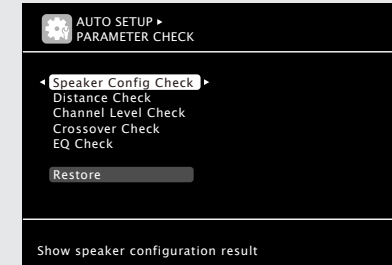 AUTO SETUP
PARAMETER CHECK
Speaker Config Check
Distance Check
Channel Level Check
Crossover Check
EQ Check
Restore
Show speaker configuration result